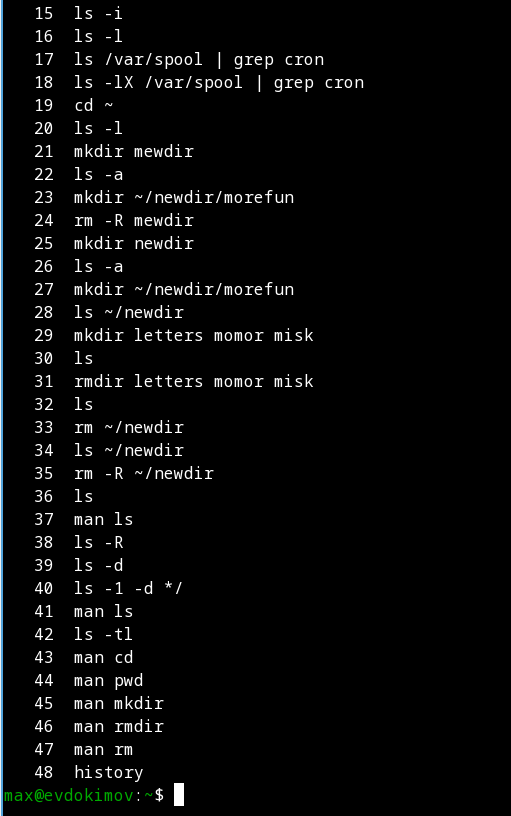 15 ls -i
16 ls -l
17 ls /var/spool | grep cron
18 ls -lX /var/spool | grep cron
19 cd ~
20 ls -l
21 mkdir mewdir
22 ls -a
23 mkdir ~/newdir/morefun
24 rm -R mewdir
25 mkdir newdir
26 ls -a
27 mkdir ~/newdir/morefun
28 ls ~/newdir
29 mkdir letters momor misk
30 ls
31 rmdir letters momor misk
32 ls
33 rm ~/newdir
34 ls ~/newdir
35 rm -R ~/newdir
36 ls
37 man ls
38 ls -R
39 ls -d
40 ls -1 -d */
41 man ls
42 ls -tl
43 man cd
44 man pwd
45 man mkdir
46 man rmdir
47 man rm
48 history
max@evdokimov:~$